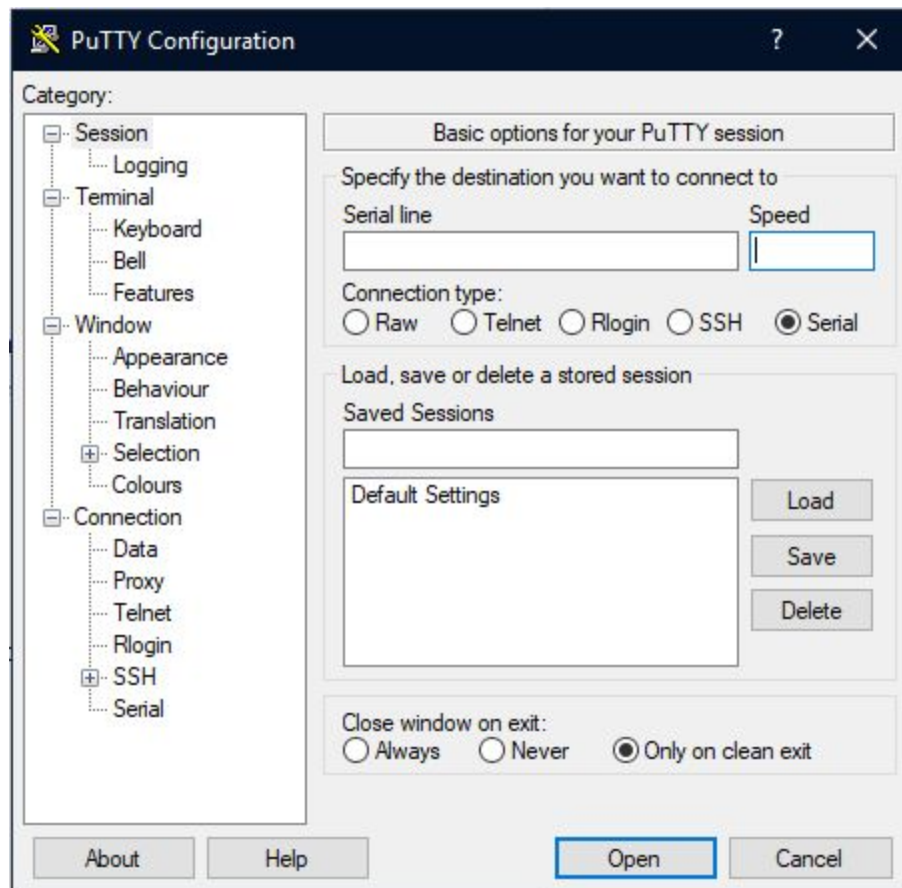 PuTTY Configuration
?
Category:
Session
Logging
Terminal
Keyboard
Bell
Features
Window
Appearance
Behaviour
Translation
Selection
Colours
Connection
Data
Proxy
Telnet
Rlogin
SSH
Serial
Basic options for your PuTTY session
Specify the destination you want to connect to
Serial line Speed
Connection type:
Raw Telnet Rlogin SSH Serial
Load, save or delete a stored session
Saved Sessions
Default Settings
Load
Save
Delete
Close window on exit:
Always Never Only on clean exit
About Help Open Cancel